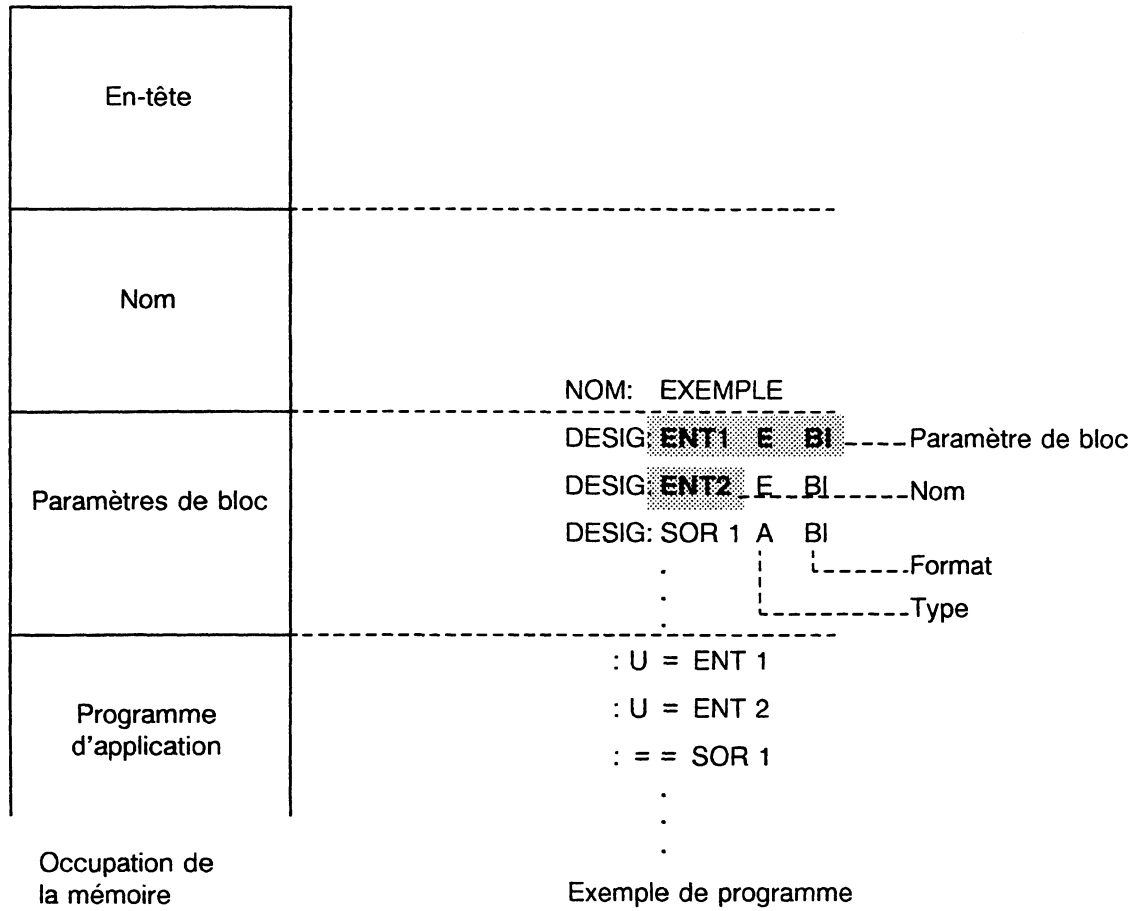 En-tête
Nom
NOM: EXEMPLE
DESIG: ENT1 E BI Paramètre de bloc
Paramètres de bloc
DESIG: ENT2 E BI Nom
DESIG: SOR 1 A BI
Format
Type
: U = ENT 1
Programme
d'application
: U = ENT 2
: = = SOR 1
Occupation de
la mémoire
Exemple de programme